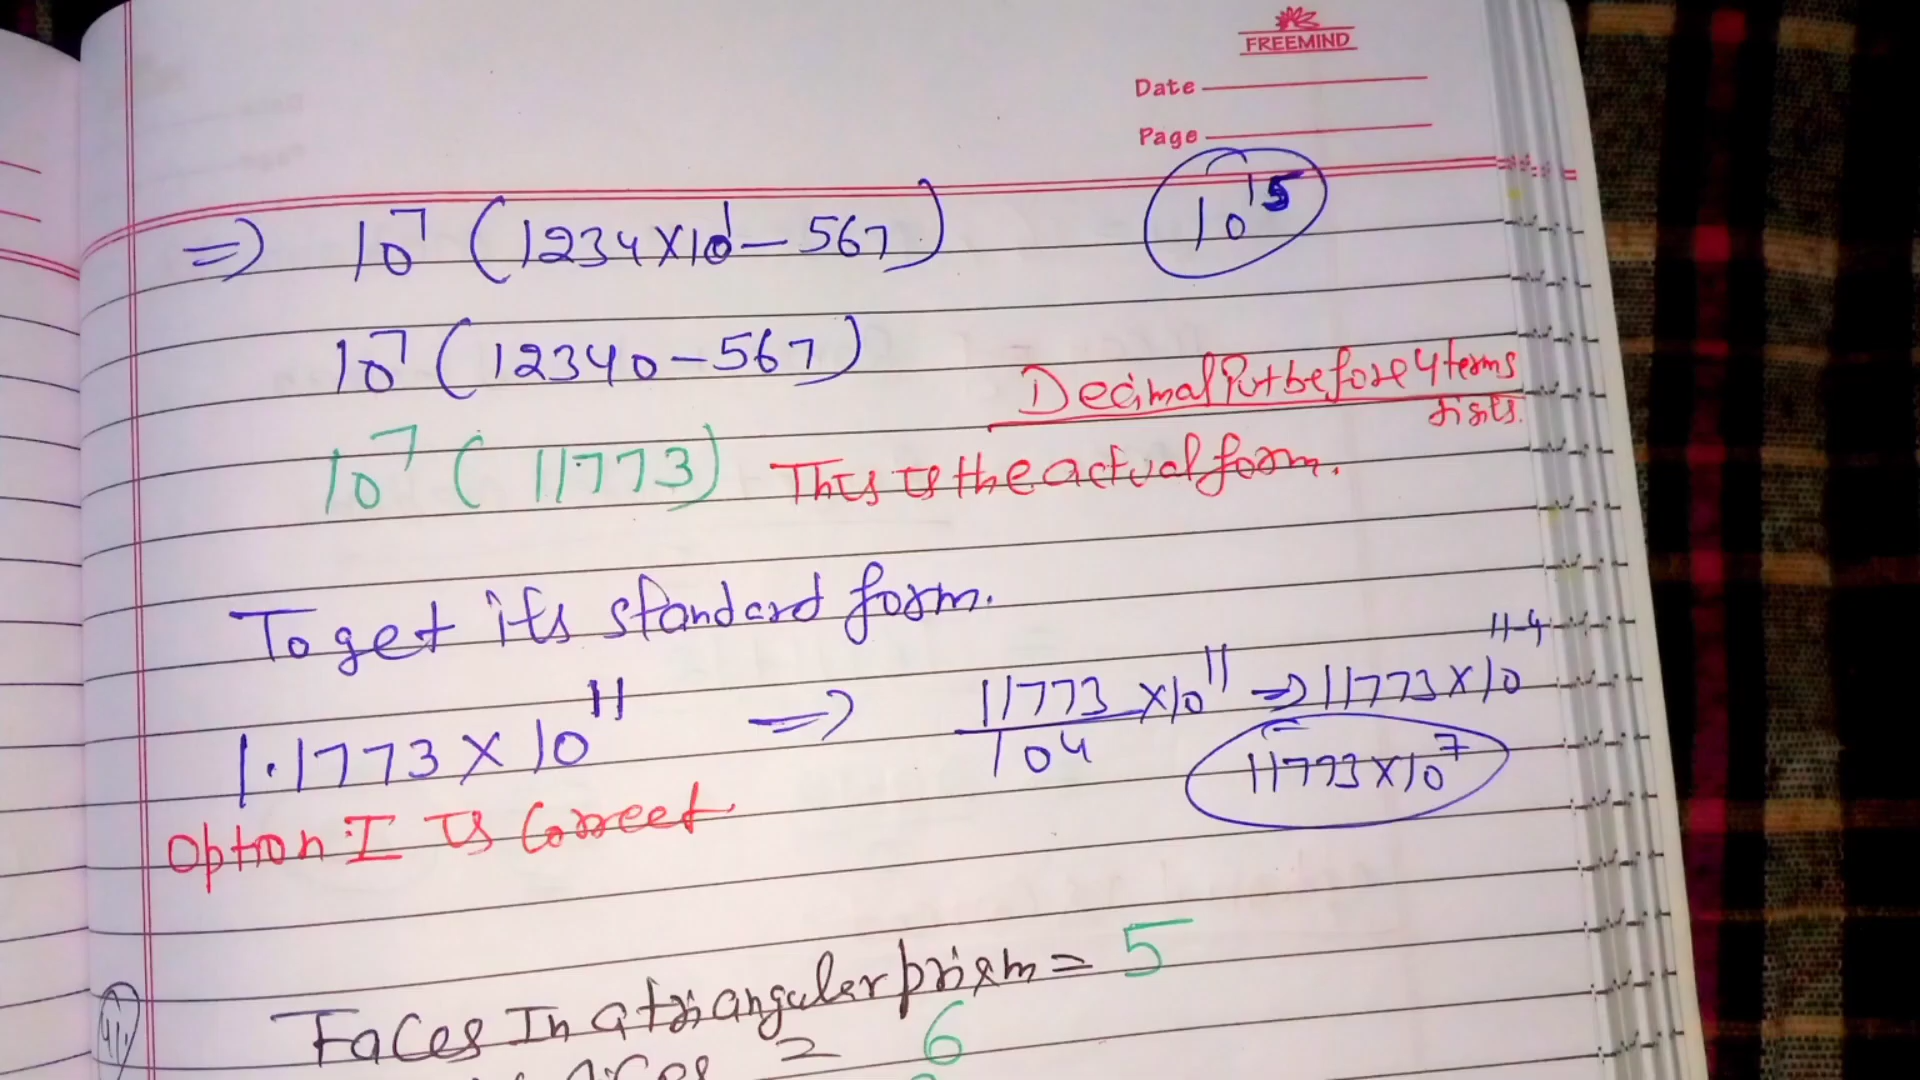 FREEMIND
Date
Page
10^15
=> 10^7 (1234×10^1 – 567)
10^7 (12340 – 567)
Decimal Put before 4 terms
digits.
10^7 (11773) This is the actual form.
To get its standard form.
1.1773 × 10^11 => 11773/10^4 ×10^11 => 11773×10^11-4
11773×10^7
Option I Is Correct.
Faces In a triangular prism = 5
= 6